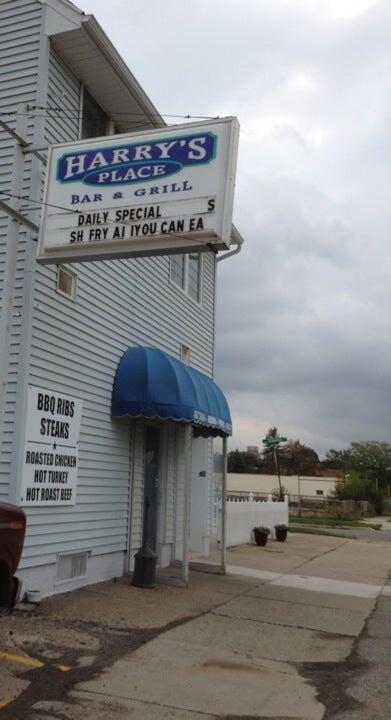 HARRY'S
PLACE
BAR & GRILL
DAILY SPECIAL S
SH FRY AI IYOU CAN EA
BBQ RIBS
STEAKS
ROASTED CHICKEN
HOT TURKEY
HOT ROAST BEEF